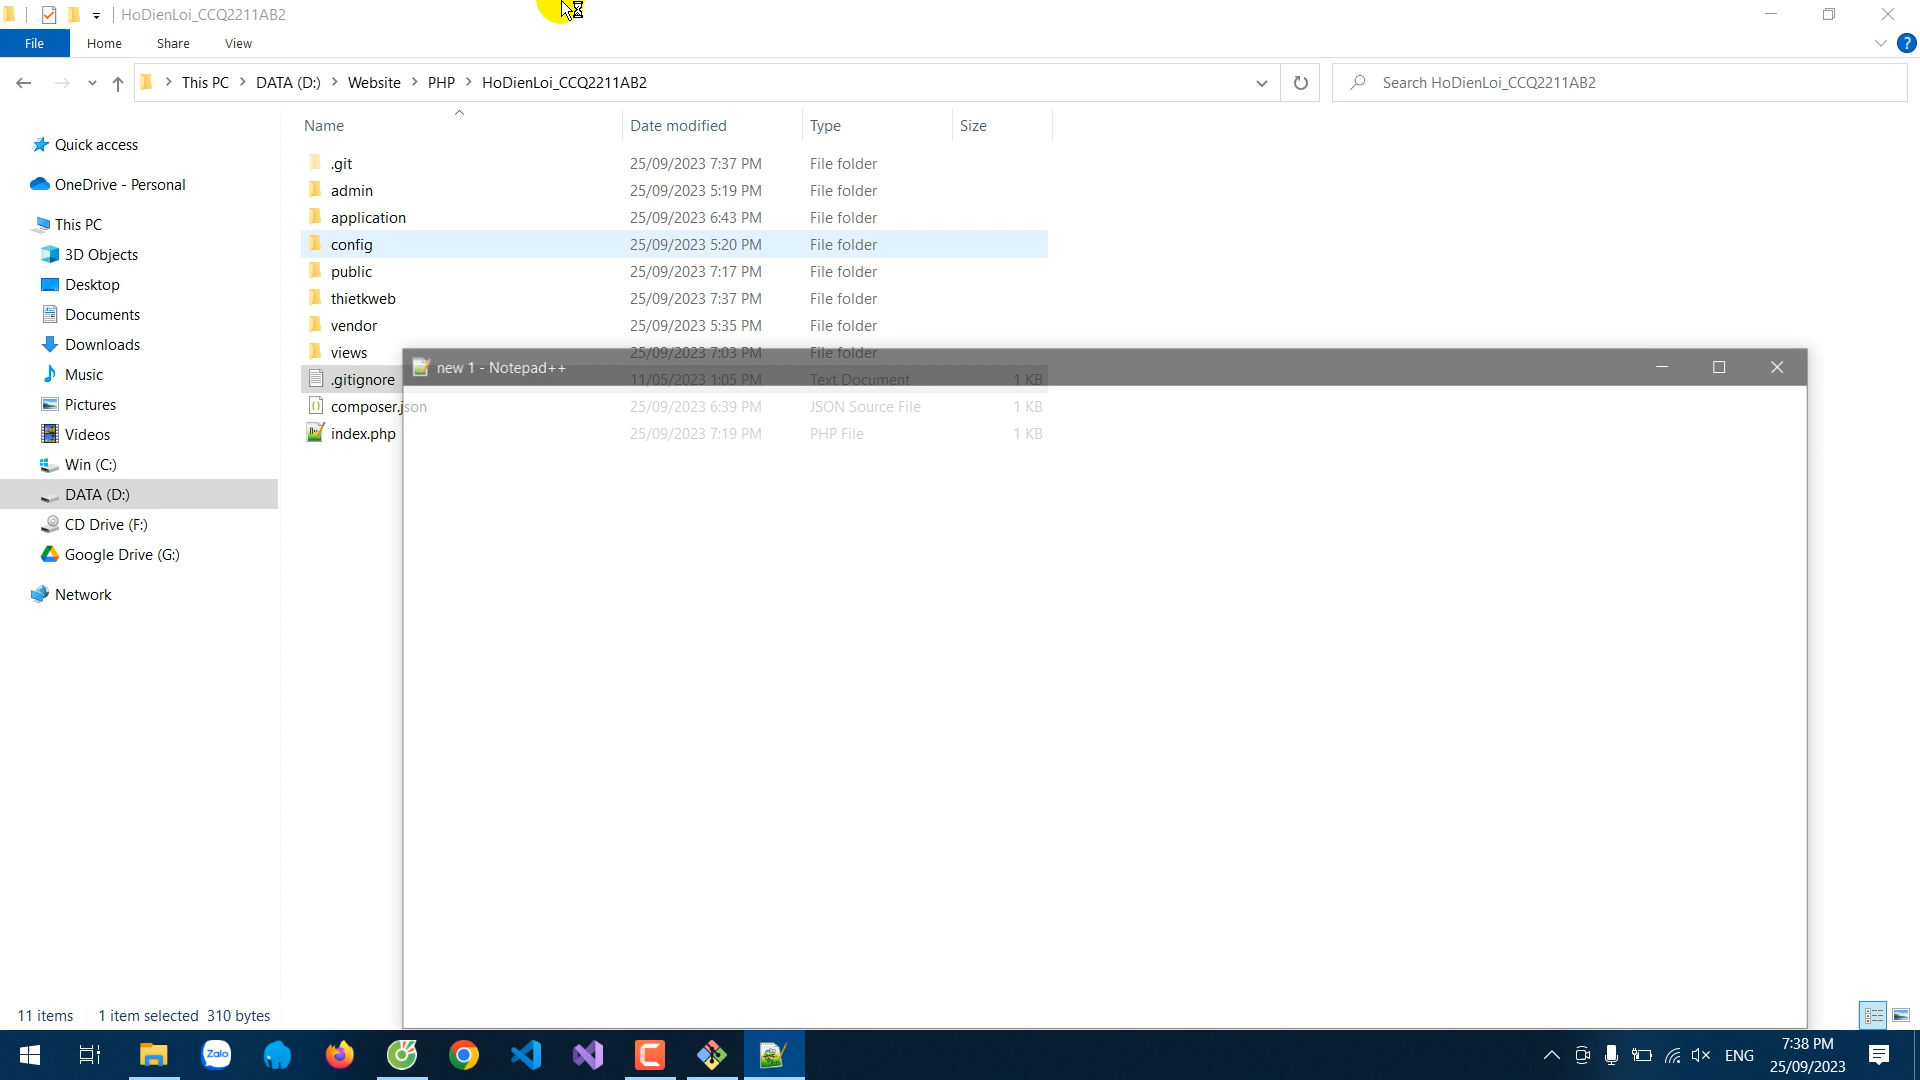 HoDienLoi_CCQ2211AB2
File Home Share View
This PC DATA (D:) Website PHP HoDienLoi_CCQ2211AB2
Search HoDienLoi_CCQ2211AB2
Name Date modified Type Size
Quick access
OneDrive - Personal
This PC
3D Objects
Desktop
Documents
Downloads
Music
Pictures
Videos
Win (C:)
DATA (D:)
CD Drive (F:)
Google Drive (G:)
Network
.git 25/09/2023 7:37 PM File folder
admin 25/09/2023 5:19 PM File folder
application 25/09/2023 6:43 PM File folder
config 25/09/2023 5:20 PM File folder
public 25/09/2023 7:17 PM File folder
thietkweb 25/09/2023 7:37 PM File folder
vendor 25/09/2023 5:35 PM File folder
views 25/09/2023 7:03 PM File folder
new 1 - Notepad++
.gitignore 11/05/2023 1:05 PM Text Document 1 KB
composer.json 25/09/2023 6:39 PM JSON Source File 1 KB
index.php 25/09/2023 7:19 PM PHP File 1 KB
11 items 1 item selected 310 bytes
Zalo
ENG
7:38 PM
25/09/2023